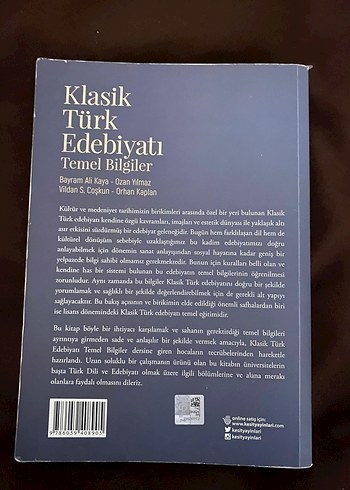 Klasik
Türk
Edebiyatı
Temel Bilgiler
Bayram Ali Kaya - Ozan Yılmaz
Vildan S. Coşkun - Orhan Kaplan
Kültür ve medeniyet tarihimizin birikimleri arasında özel bir yeri bulunan Klasik
Türk edebiyatı kendine özgü kavramları, imajları ve estetik dünyası ile yaklaşık altı
asır etkisini sürdürmüş bir edebiyat geleneğidir. Bugün hem farklılaşan dil hem de
kültürel dönüşüm sebebiyle uzaklaştığımız bu kadim edebiyatımızı doğru
anlayabilmek için dönemin sanat anlayışından sosyal hayatına kadar geniş bir
yelpazede bilgi sahibi olmamız gerekmektedir. Bunun için kuralları belli olan ve
kendine has bir sistemi bulunan bu edebiyatın temel bilgilerinin öğrenilmesi
zorunludur. Aynı zamanda bu bilgiler Klasik Türk Edebiyatını doğru bir şekilde
yorumlamak ve sağlıklı bir şekilde değerlendirebilmek için de gerekli alt yapıyı
sağlayacaktır. Bu bakış açısının ve birikimin elde edildiği önemli safhalardan biri
ise lisans dönemindeki Klasik Türk Edebiyatı temel eğitimidir.
Bu kitap böyle bir ihtiyacı karşılamak ve sahanın gerektirdiği temel bilgileri
ayrıntıya girmeden sade ve anlaşılır bir şekilde vermek amacıyla, Klasik Türk
Edebiyatı Temel Bilgiler dersine giren hocaların tecrübelerinden hareketle
hazırlandı. Uzun soluklu bir çalışmanın ürünü olan bu kitabın üniversitelerin
başta Türk Dili ve Edebiyatı olmak üzere ilgili bölümlerine ve alana meraklı
olanlara faydalı olmasını dileriz.
online satış için:
www.kesityayinlari.com
kesityayinlari
kesityayinlari
9 786059 408905